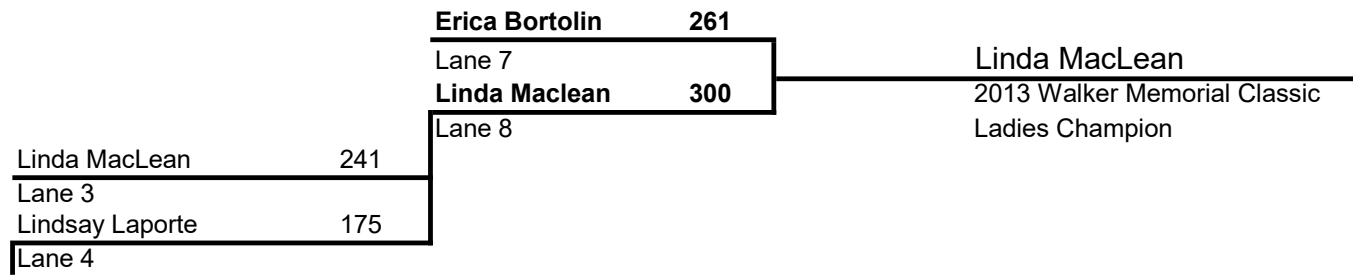 Erica Bortolin 261
Lane 7
Linda MacLean
Linda Maclean 300
2013 Walker Memorial Classic
Lane 8
Ladies Champion
Linda MacLean 241
Lane 3
Lindsay Laporte 175
Lane 4